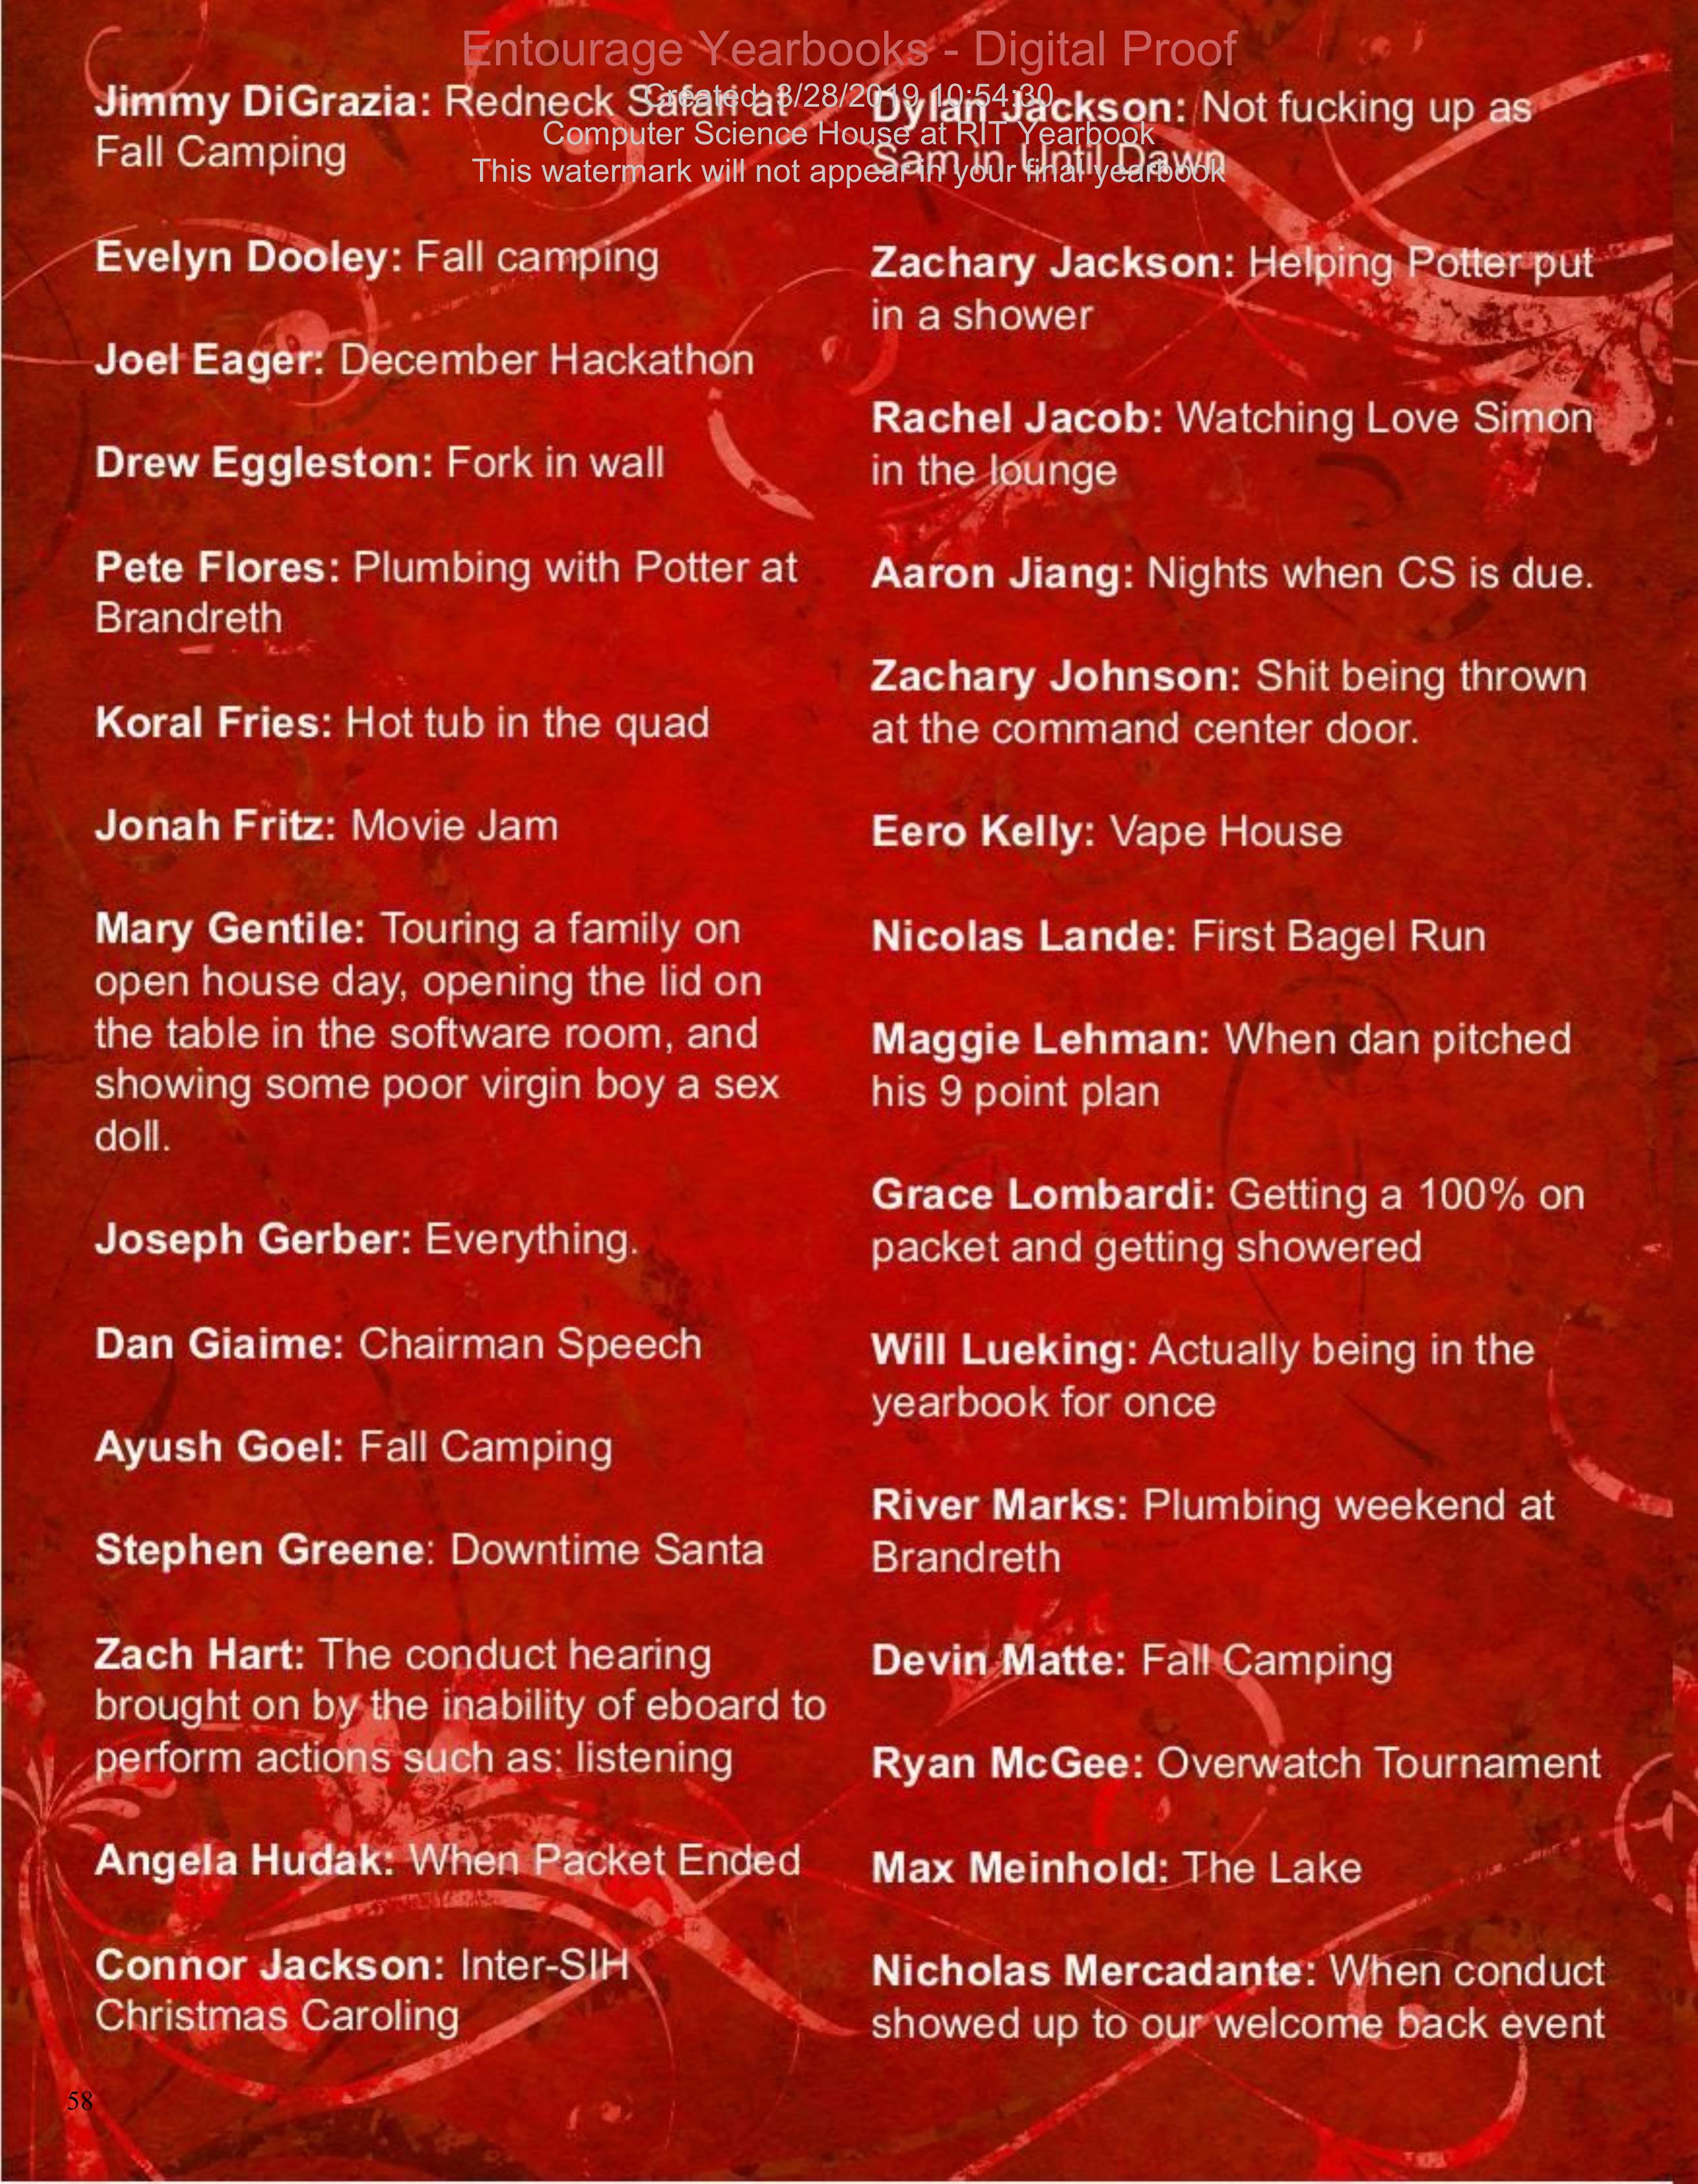 Entourage Yearbooks - Digital Proof
Created: 3/28/2019 10:54:30
Computer Science House at RIT Yearbook
This watermark will not appear in your final yearbook
Jimmy DiGrazia: Redneck Safari at
Fall Camping
Evelyn Dooley: Fall camping
Joel Eager: December Hackathon
Drew Eggleston: Fork in wall
Pete Flores: Plumbing with Potter at
Brandreth
Koral Fries: Hot tub in the quad
Jonah Fritz: Movie Jam
Mary Gentile: Touring a family on
open house day, opening the lid on
the table in the software room, and
showing some poor virgin boy a sex
doll.
Joseph Gerber: Everything.
Dan Giaime: Chairman Speech
Ayush Goel: Fall Camping
Stephen Greene: Downtime Santa
Zach Hart: The conduct hearing
brought on by the inability of eboard to
perform actions such as: listening
Angela Hudak: When Packet Ended
Connor Jackson: Inter-SIH
Christmas Caroling
Dylan Jackson: Not fucking up as
Sam in Until Dawn
Zachary Jackson: Helping Potter put
in a shower
Rachel Jacob: Watching Love Simon
in the lounge
Aaron Jiang: Nights when CS is due.
Zachary Johnson: Shit being thrown
at the command center door.
Eero Kelly: Vape House
Nicolas Lande: First Bagel Run
Maggie Lehman: When dan pitched
his 9 point plan
Grace Lombardi: Getting a 100% on
packet and getting showered
Will Lueking: Actually being in the
yearbook for once
River Marks: Plumbing weekend at
Brandreth
Devin Matte: Fall Camping
Ryan McGee: Overwatch Tournament
Max Meinhold: The Lake
Nicholas Mercadante: When conduct
showed up to our welcome back event
58